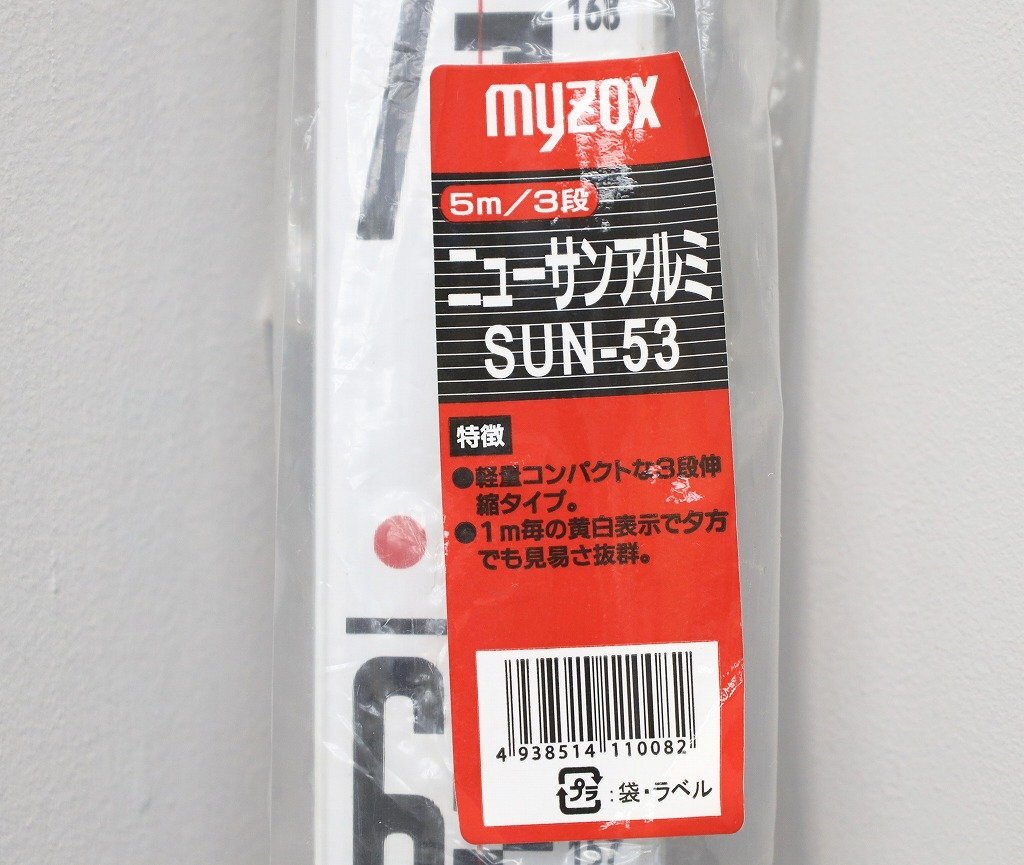 168
myzox
5m/3段
ニューサンアルミ
SUN-53
特徴
●軽量コンパクトな3段伸
縮タイプ。
●1m毎の黄白表示で夕方
でも見易さ抜群。
6
4 938514 110082
プラ:袋・ラベル